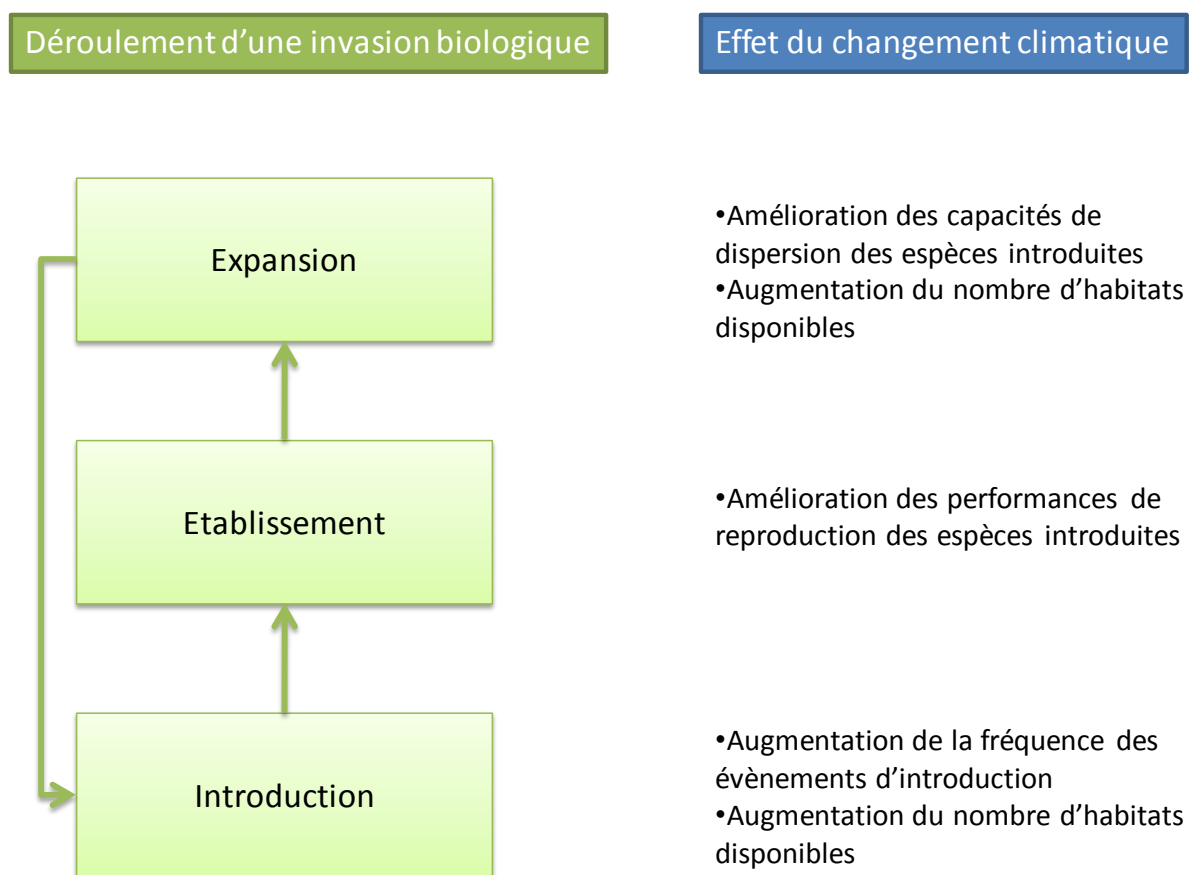 Déroulement d’une invasion biologique
Effet du changement climatique
Expansion
•Amélioration des capacités de
dispersion des espèces introduites
•Augmentation du nombre d’habitats
disponibles
Etablissement
•Amélioration des performances de
reproduction des espèces introduites
Introduction
•Augmentation de la fréquence des
évènements d’introduction
•Augmentation du nombre d’habitats
disponibles